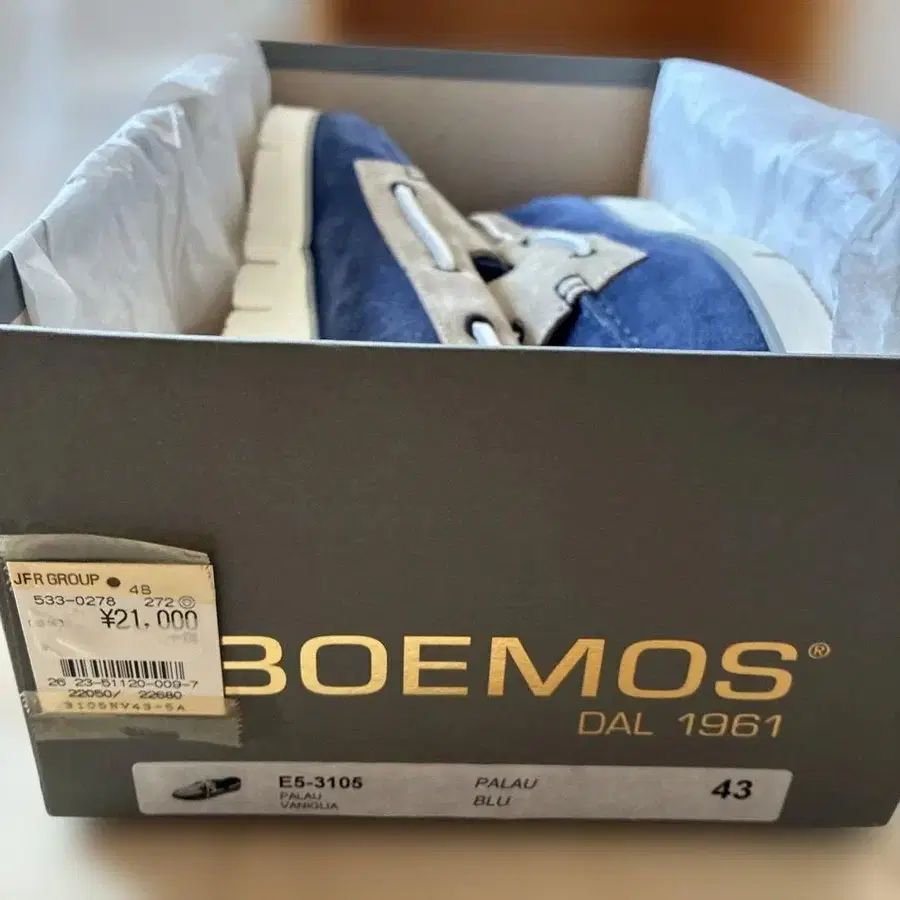 JFR GROUP ● 4B
533-0278 272◎
¥21,000
26 23-51120-009-7
22050/ 22680
3105NV43-5A
BOEMOS®
DAL 1961
E5-3105
PALAU
VANIGLIA
PALAU
BLU
43